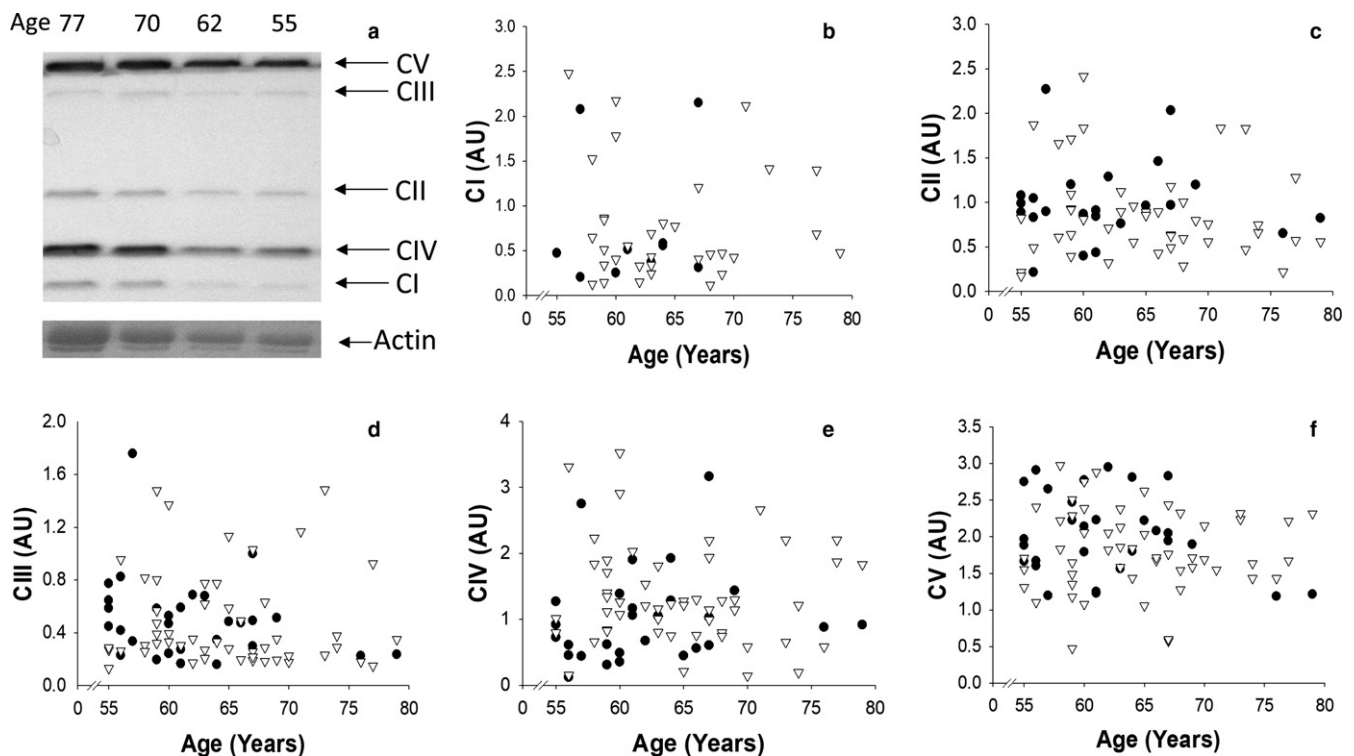 Age 77 70 62 55
a
CV
CIII
CII
CIV
CI
Actin
b
CI (AU)
3.0
2.5
2.0
1.5
1.0
0.5
0.0
0 55 60 65 70 75 80
Age (Years)
c
CII (AU)
3.0
2.5
2.0
1.5
1.0
0.5
0.0
0 55 60 65 70 75 80
Age (Years)
d
CIII (AU)
2.0
1.6
1.2
0.8
0.4
0.0
0 55 60 65 70 75 80
Age (Years)
e
CIV (AU)
4
3
2
1
0
0 55 60 65 70 75 80
Age (Years)
f
CV (AU)
3.5
3.0
2.5
2.0
1.5
1.0
0.5
0.0
0 55 60 65 70 75 80
Age (Years)